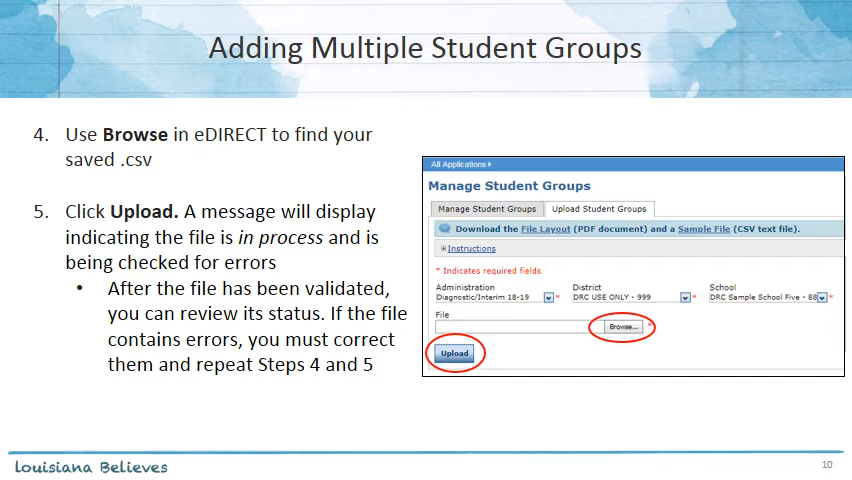 Adding Multiple Student Groups
4. Use Browse in eDIRECT to find your
saved .csv
5. Click Upload. A message will display
indicating the file is in process and is
being checked for errors
• After the file has been validated,
you can review its status. If the file
contains errors, you must correct
them and repeat Steps 4 and 5
All Applications
Manage Student Groups
Manage Student Groups Upload Student Groups
Download the File Layout (PDF document) and a Sample File (CSV text file).
Instructions
* Indicates required fields
Administration District School
Diagnostic/Interim 18-19 * DRC USE ONLY - 999 * DRC Sample School Five - 88 *
File
Browse... *
Upload
Louisiana Believes
10